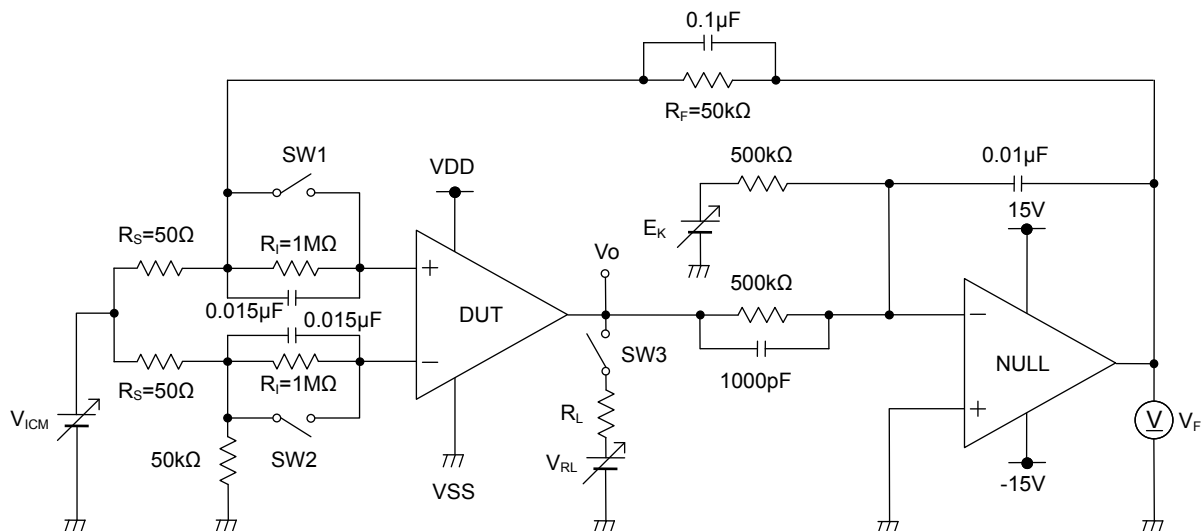 0.1μF
R_F=50kΩ
SW1
VDD
500kΩ
0.01μF
15V
E_K
R_S=50Ω
R_I=1MΩ
Vo
+
500kΩ
0.015μF
0.015μF
DUT
−
SW3
NULL
−
R_S=50Ω
R_I=1MΩ
−
1000pF
+
V
V_F
V_ICM
R_L
50kΩ
SW2
V_RL
-15V
VSS